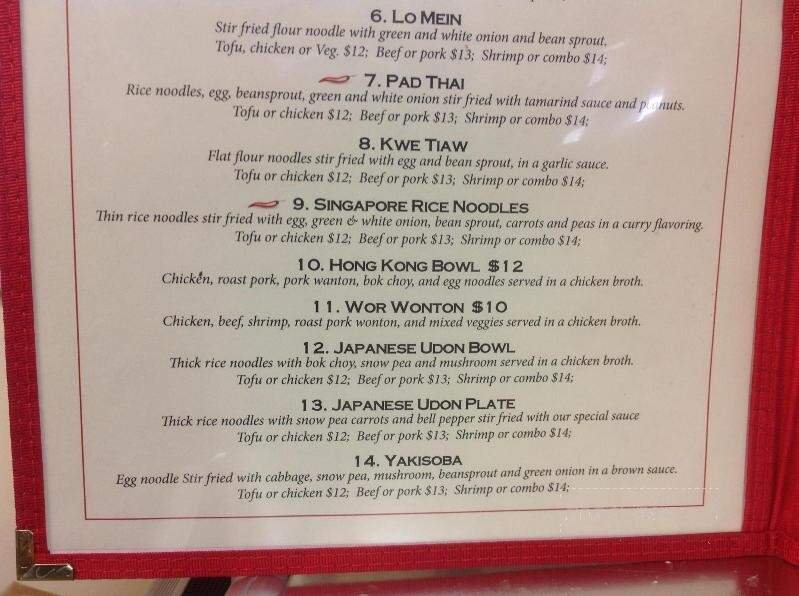 6. LO MEIN
Stir fried flour noodle with green and white onion and bean sprout,
Tofu, chicken or Veg. $12; Beef or pork $13; Shrimp or combo $14;
7. PAD THAI
Rice noodles, egg, beansprout, green and white onion stir fried with tamarind sauce and peanuts.
Tofu or chicken $12; Beef or pork $13; Shrimp or combo $14;
8. KWE TIAW
Flat flour noodles stir fried with egg and bean sprout, in a garlic sauce.
Tofu or chicken $12; Beef or pork $13; Shrimp or combo $14;
9. SINGAPORE RICE NOODLES
Thin rice noodles stir fried with egg, green & white onion, bean sprout, carrots and peas in a curry flavoring.
Tofu or chicken $12; Beef or pork $13; Shrimp or combo $14;
10. HONG KONG BOWL $12
Chicken, roast pork, pork wanton, bok choy, and egg noodles served in a chicken broth.
11. WOR WONTON $10
Chicken, beef, shrimp, roast pork wonton, and mixed veggies served in a chicken broth.
12. JAPANESE UDON BOWL
Thick rice noodles with bok choy, snow pea and mushroom served in a chicken broth.
Tofu or chicken $12; Beef or pork $13; Shrimp or combo $14;
13. JAPANESE UDON PLATE
Thick rice noodles with snow pea carrots and bell pepper stir fried with our special sauce
Tofu or chicken $12; Beef or pork $13; Shrimp or combo $14;
14. YAKISOBA
Egg noodle Stir fried with cabbage, snow pea, mushroom, beansprout and green onion in a brown sauce.
Tofu or chicken $12; Beef or pork $13; Shrimp or combo $14;